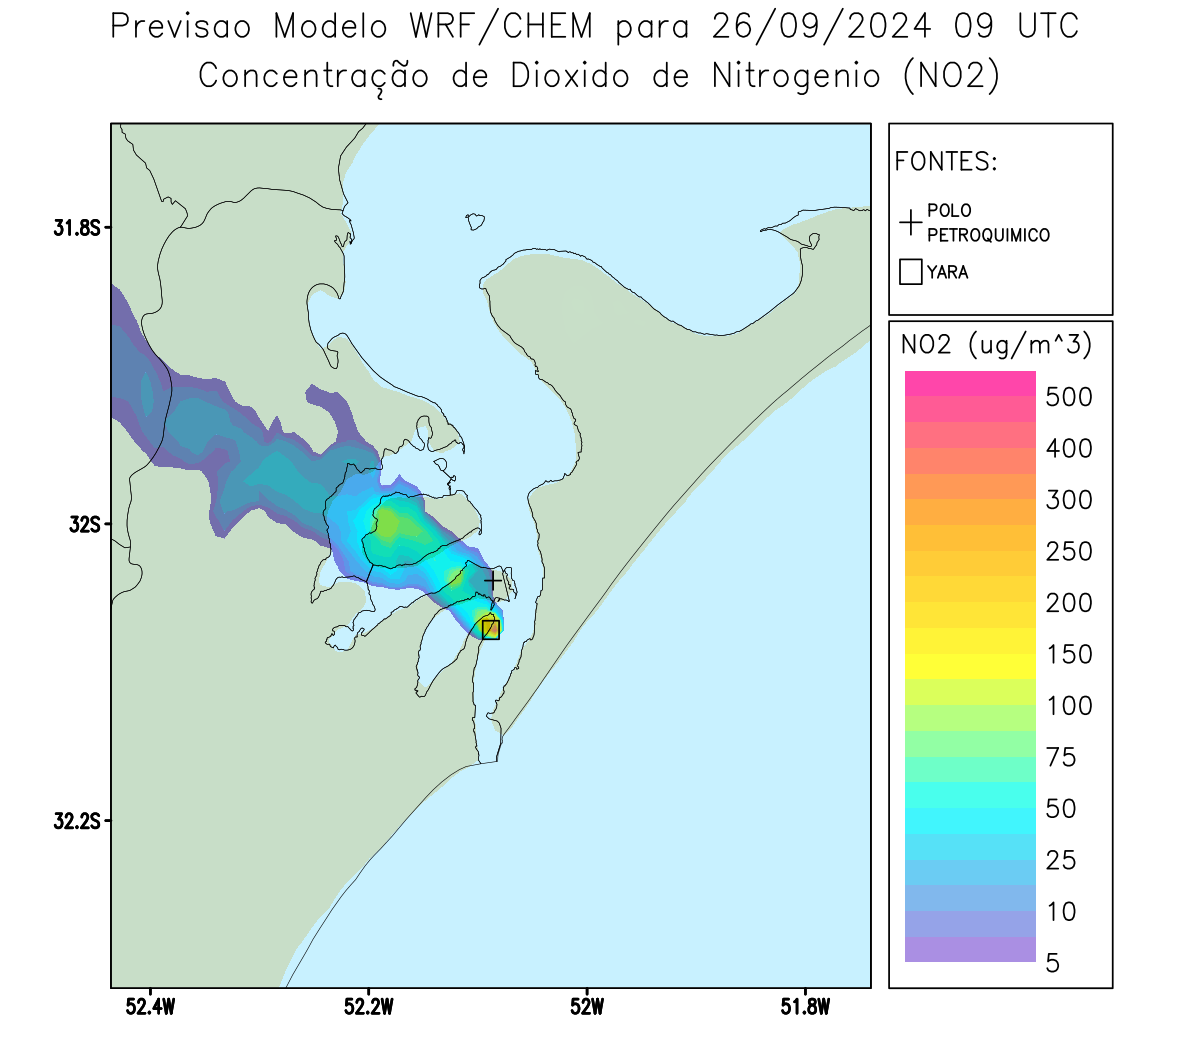 Previsao Modelo WRF/CHEM para 26/09/2024 09 UTC
Concentração de Dioxido de Nitrogenio (NO2)
FONTES:
POLO
PETROQUIMICO
YARA
31.8S
32S
32.2S
52.4W
52.2W
52W
51.8W
NO2 (ug/m^3)
500
400
300
250
200
150
100
75
50
25
10
5